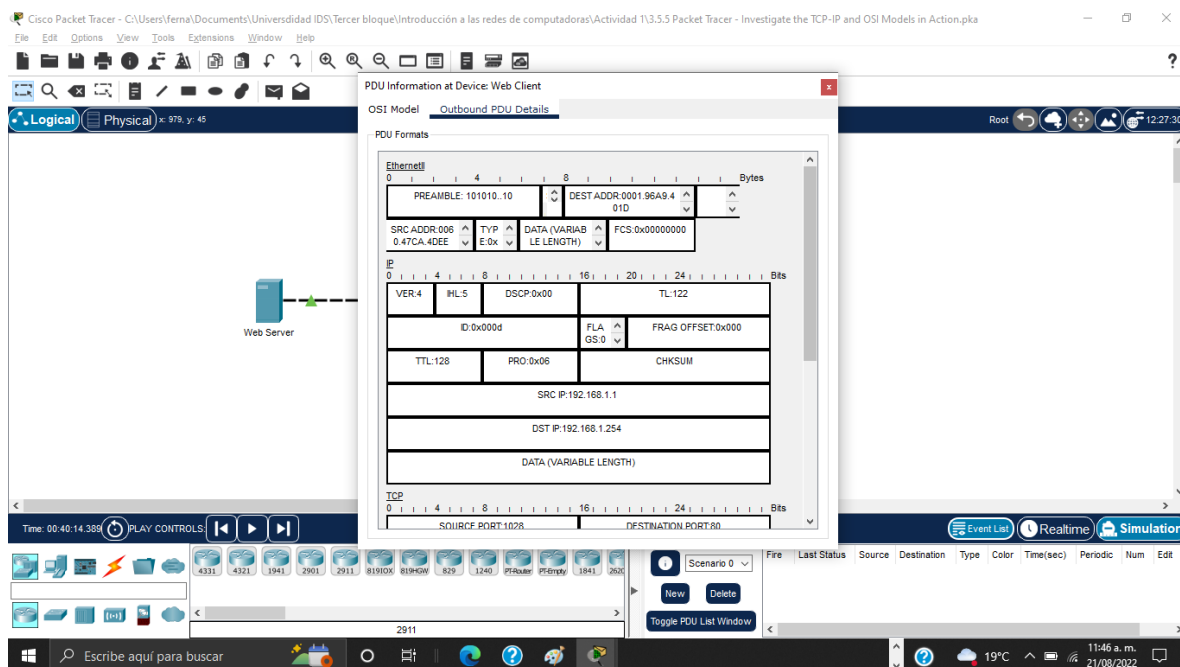 Cisco Packet Tracer - C:\Users\ferna\Documents\Universdidad IDS\Tercer bloque\Introducción a las redes de computadoras\Actividad 1\3.5.5 Packet Tracer - Investigate the TCP-IP and OSI Models in Action.pka
File Edit Options View Tools Extensions Window Help
?
PDU Information at Device: Web Client
x
OSI Model Outbound PDU Details
Logical Physical x: 979, y: 45
Root 12:27:30
PDU Formats
EthernetII
0 4 8 Bytes
PREAMBLE: 101010..10 DEST ADDR:0001.96A9.4
01D
SRC ADDR:006 TYP DATA (VARIAB FCS:0x00000000
0.47CA.4DEE E:0x LE LENGTH)
IP
0 4 8 16 20 24 Bits
VER:4 IHL:5 DSCP:0x00 TL:122
ID:0x000d FLA FRAG OFFSET:0x000
GS:0
TTL:128 PRO:0x06 CHKSUM
SRC IP:192.168.1.1
DST IP:192.168.1.254
DATA (VARIABLE LENGTH)
TCP
0 4 8 16 24 Bits
SOURCE PORT:1028 DESTINATION PORT:80
Web Server
Time: 00:40:14.389 PLAY CONTROLS:
Event List Realtime Simulation
4331 4321 1941 2901 2911 819IOX 819HGW 829 1240 PT-Router PT-Empty 1841 262
2911
Scenario 0
New Delete
Toggle PDU List Window
Fire Last Status Source Destination Type Color Time(sec) Periodic Num Edit
Escribe aquí para buscar
19°C
11:46 a. m.
21/08/2022